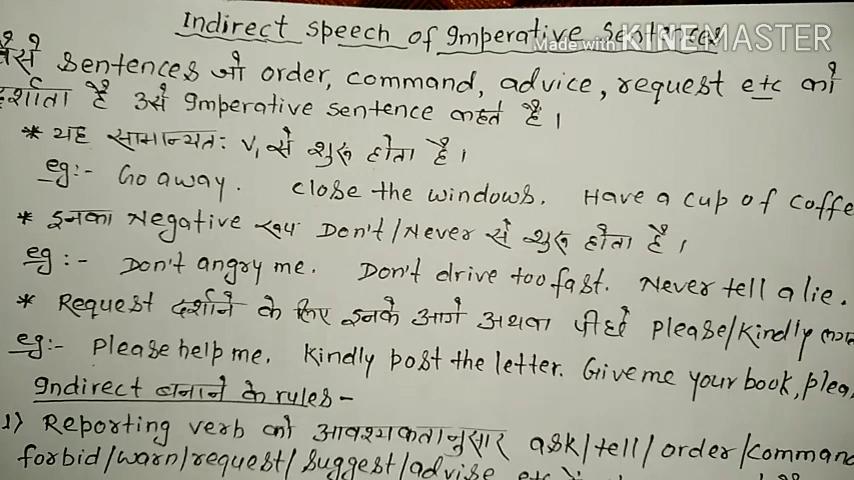 Indirect speech of Imperative Sentences
Made with KINEMASTER
वैसे sentences जो order, command, advice, request etc को
दर्शाता है उसे Imperative sentence कहते हैं।
* यह सामान्यतः V₁ से शुरू होता है।
eg:- Go away. Close the windows. Have a cup of coffe
* इनका Negative रूप Don't/Never से शुरू होता है।
eg:- Don't angry me. Don't drive too fast. Never tell a lie.
* Request दर्शाने के लिए इनके आगे अथवा पीछे please/kindly
eg:- Please help me. Kindly post the letter. Give me your book, plea
Indirect बनाने के rules-
1) Reporting verb को आवश्यकतानुसार ask/tell/order/comman
forbid/warn/request/suggest/advise etc